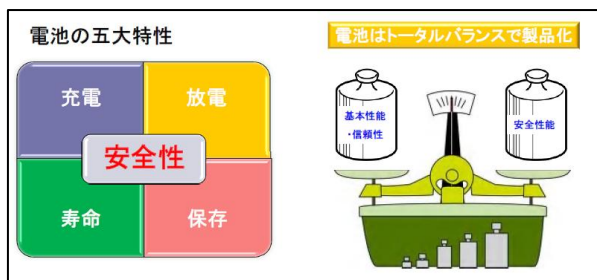 電池の五大特性
電池はトータルバランスで製品化
充電
放電
安全性
寿命
保存
基本性能
・信頼性
安全性能